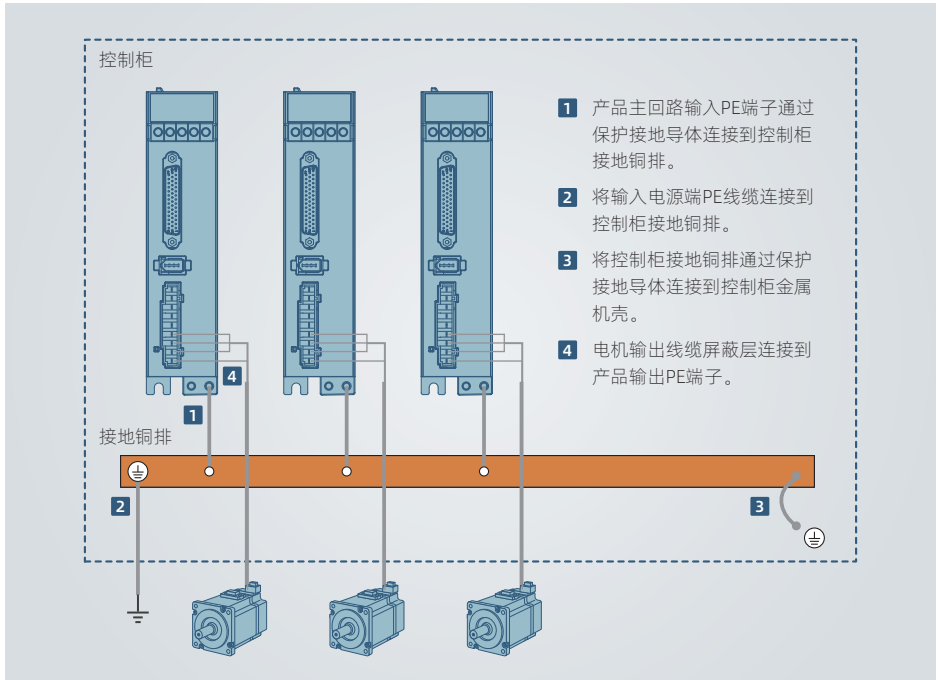 控制柜
1 产品主回路输入PE端子通过
保护接地导体连接到控制柜
接地铜排。
2 将输入电源端PE线缆连接到
控制柜接地铜排。
3 将控制柜接地铜排通过保护
接地导体连接到控制柜金属
机壳。
4 电机输出线缆屏蔽层连接到
产品输出PE端子。
4
1
接地铜排
2
3